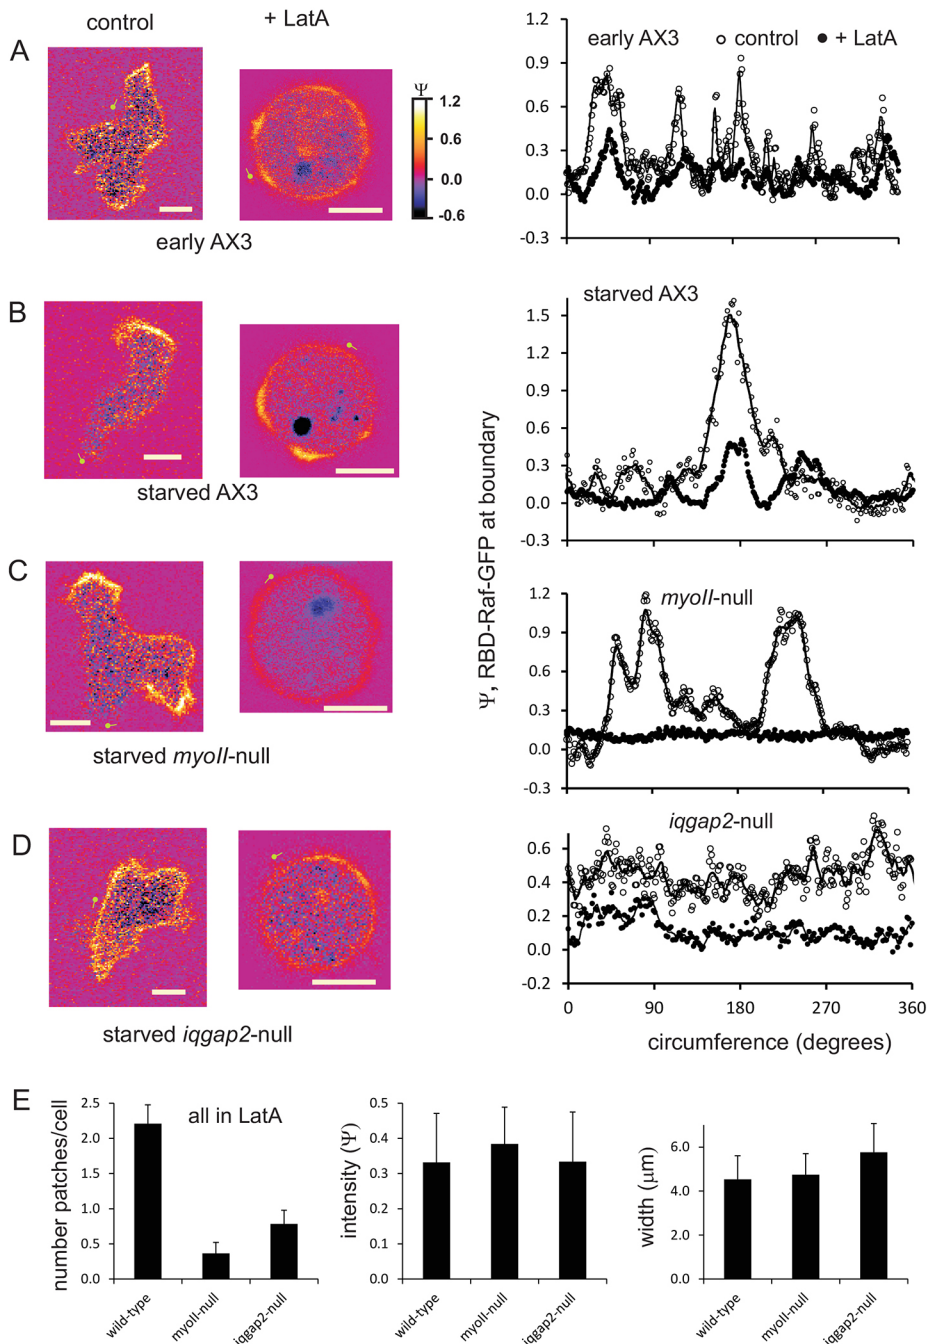 control
+ LatA
A
Ψ
1.2
0.6
0.0
-0.6
early AX3
early AX3
control
+ LatA
1.2
0.9
0.6
0.3
0.0
-0.3
B
starved AX3
starved AX3
1.5
1.2
0.9
0.6
0.3
0.0
-0.3
C
starved myoII-null
myoII-null
1.2
0.9
0.6
0.3
0.0
-0.3
Ψ, RBD-Raf-GFP at boundary
D
starved iqgap2-null
iqgap2-null
0.6
0.4
0.2
0.0
-0.2
0
90
180
270
360
circumference (degrees)
E
all in LatA
number patches/cell
2.5
2.0
1.5
1.0
0.5
0.0
wild-type
myoII-null
iqgap2-null
intensity (Ψ)
0.5
0.4
0.3
0.4
0.1
0.0
wild-type
myoII-null
iqgap2-null
width (μm)
6.0
4.0
2.0
0.0
wild-type
myoII-null
iqgap2-null